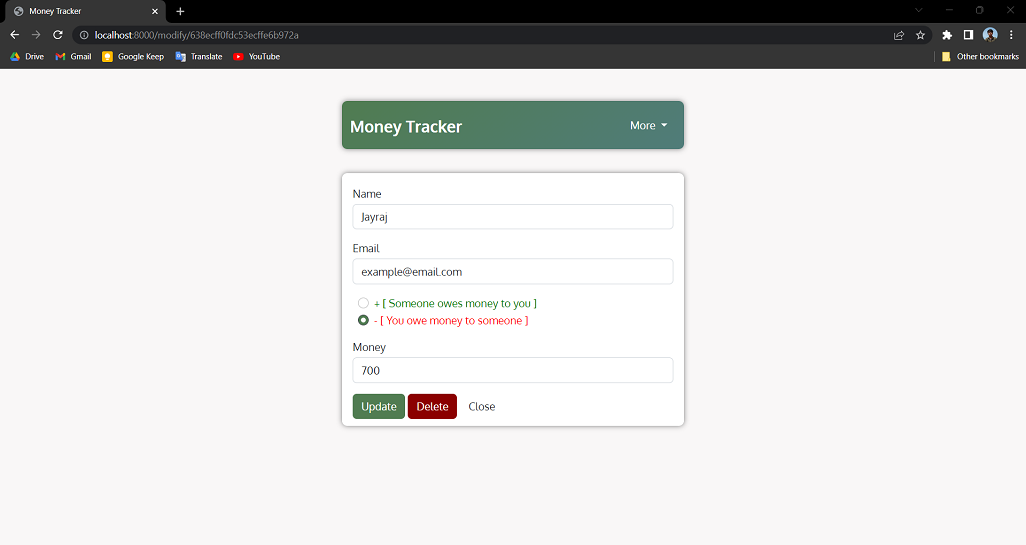 Money Tracker
localhost:8000/modify/638ecff0fdc53ecffe6b972a
Drive Gmail Google Keep Translate YouTube Other bookmarks
Money Tracker More
Name
Jayraj
Email
example@email.com
+ [ Someone owes money to you ]
- [ You owe money to someone ]
Money
700
Update Delete Close